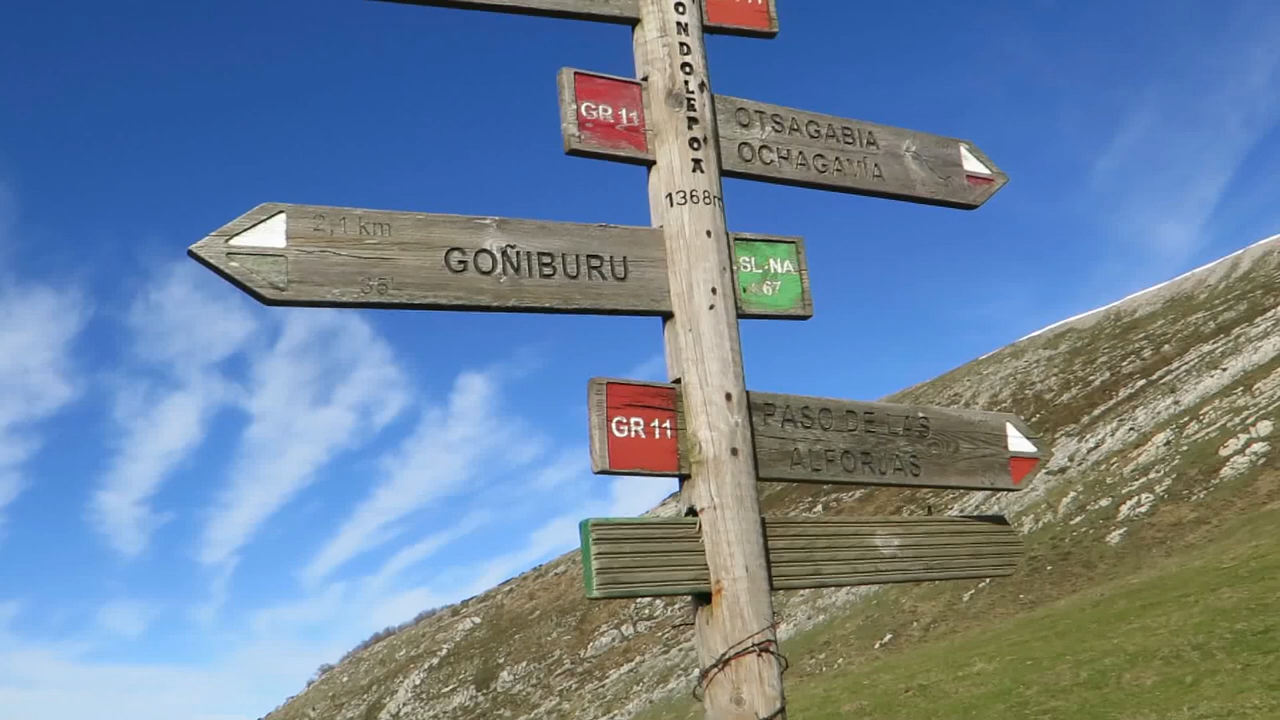 ONDOLEPOA
1368m
GR 11
OTSAGABIA
OCHAGAVÍA
2,1 km
GOÑIBURU
35'
SL-NA
67
GR 11
PASO DE LAS
ALFORJAS